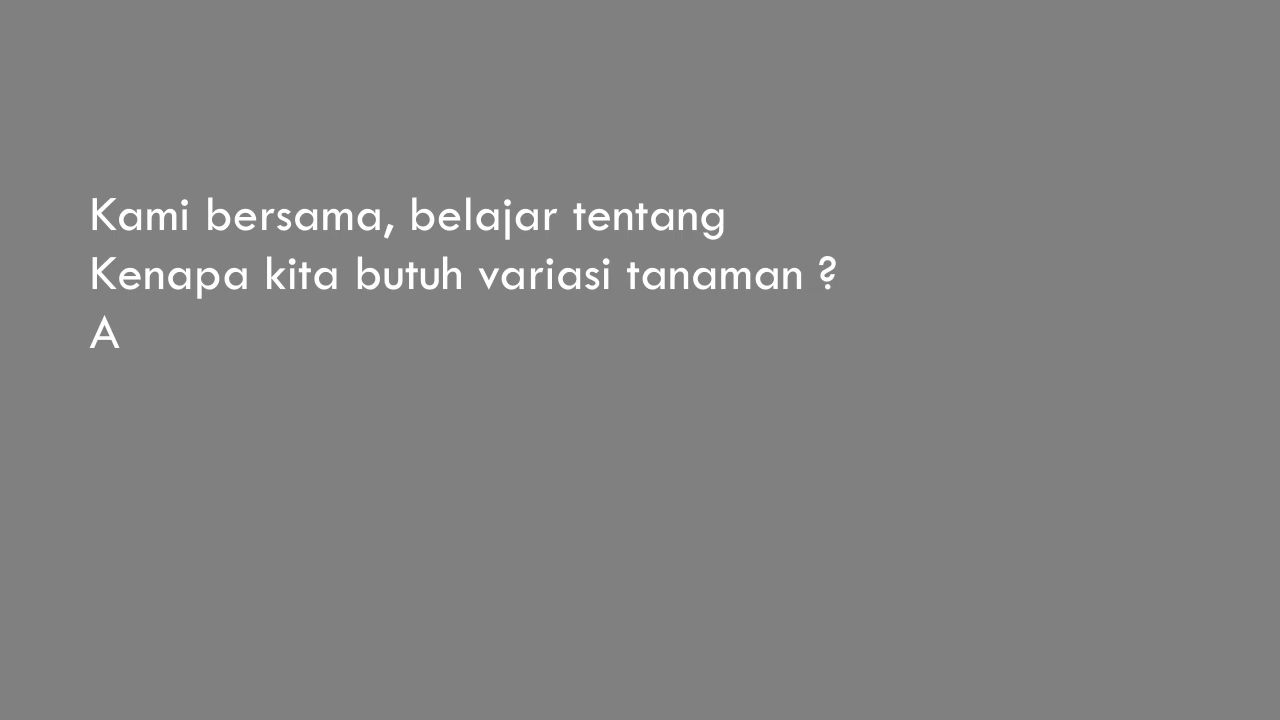 Kami bersama, belajar tentang
Kenapa kita butuh variasi tanaman ?
A